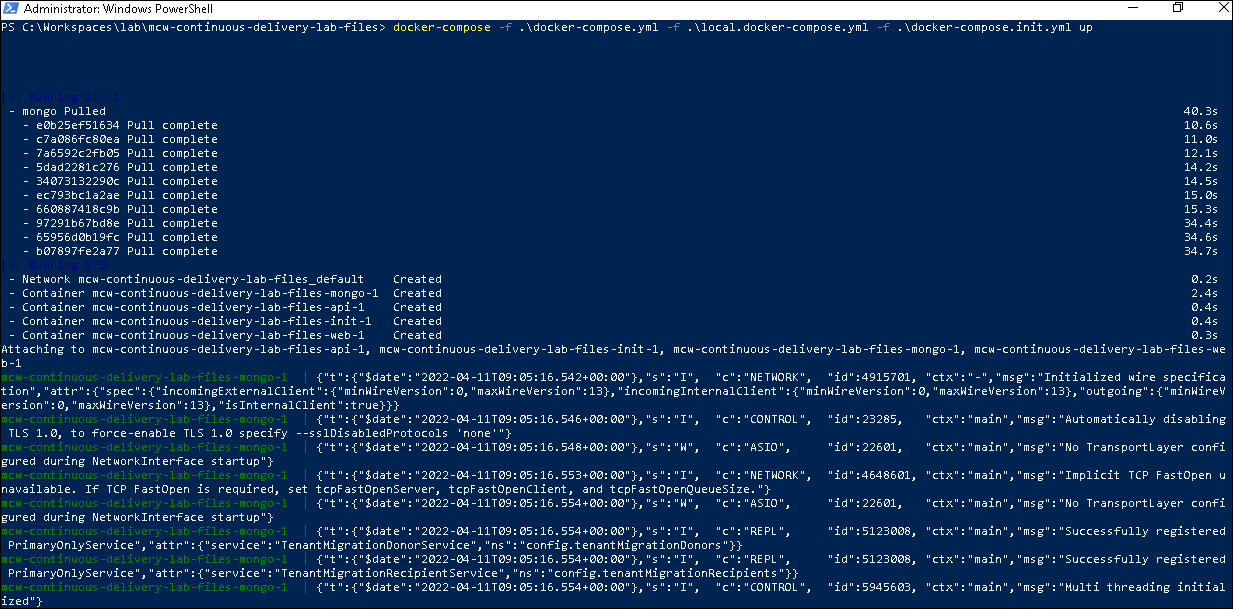 Administrator: Windows PowerShell
PS C:\Workspaces\lab\mcw-continuous-delivery-lab-files> docker-compose -f .\docker-compose.yml -f .\local.docker-compose.yml -f .\docker-compose.init.yml up
[+] Running 11/11
- mongo Pulled 40.3s
- e0b25ef51634 Pull complete 10.6s
- c7a086fc80ea Pull complete 11.0s
- 7a6592c2fb05 Pull complete 12.1s
- 5dad2281c276 Pull complete 14.2s
- 34073132290c Pull complete 14.5s
- ec793bc1a2ae Pull complete 15.0s
- 660887418c9b Pull complete 15.3s
- 97291b67bd8e Pull complete 34.4s
- 65956d0b19fc Pull complete 34.6s
- b07897fe2a77 Pull complete 34.7s
[+] Running 5/5
- Network mcw-continuous-delivery-lab-files_default Created 0.2s
- Container mcw-continuous-delivery-lab-files-mongo-1 Created 2.4s
- Container mcw-continuous-delivery-lab-files-api-1 Created 0.4s
- Container mcw-continuous-delivery-lab-files-init-1 Created 0.4s
- Container mcw-continuous-delivery-lab-files-web-1 Created 0.3s
Attaching to mcw-continuous-delivery-lab-files-api-1, mcw-continuous-delivery-lab-files-init-1, mcw-continuous-delivery-lab-files-mongo-1, mcw-continuous-delivery-lab-files-we
b-1
mcw-continuous-delivery-lab-files-mongo-1 | {"t":{"$date":"2022-04-11T09:05:16.542+00:00"},"s":"I", "c":"NETWORK", "id":4915701, "ctx":"-","msg":"Initialized wire specifica
tion","attr":{"spec":{"incomingExternalClient":{"minWireVersion":0,"maxWireVersion":13},"incomingInternalClient":{"minWireVersion":0,"maxWireVersion":13},"outgoing":{"minWireV
ersion":0,"maxWireVersion":13},"isInternalClient":true}}}
mcw-continuous-delivery-lab-files-mongo-1 | {"t":{"$date":"2022-04-11T09:05:16.546+00:00"},"s":"I", "c":"CONTROL", "id":23285, "ctx":"main","msg":"Automatically disabling
TLS 1.0, to force-enable TLS 1.0 specify --sslDisabledProtocols 'none'"}
mcw-continuous-delivery-lab-files-mongo-1 | {"t":{"$date":"2022-04-11T09:05:16.548+00:00"},"s":"W", "c":"ASIO", "id":22601, "ctx":"main","msg":"No TransportLayer confi
gured during NetworkInterface startup"}
mcw-continuous-delivery-lab-files-mongo-1 | {"t":{"$date":"2022-04-11T09:05:16.553+00:00"},"s":"I", "c":"NETWORK", "id":4648601, "ctx":"main","msg":"Implicit TCP FastOpen u
navailable. If TCP FastOpen is required, set tcpFastOpenServer, tcpFastOpenClient, and tcpFastOpenQueueSize."}
mcw-continuous-delivery-lab-files-mongo-1 | {"t":{"$date":"2022-04-11T09:05:16.554+00:00"},"s":"W", "c":"ASIO", "id":22601, "ctx":"main","msg":"No TransportLayer confi
gured during NetworkInterface startup"}
mcw-continuous-delivery-lab-files-mongo-1 | {"t":{"$date":"2022-04-11T09:05:16.554+00:00"},"s":"I", "c":"REPL", "id":5123008, "ctx":"main","msg":"Successfully registered
PrimaryOnlyService","attr":{"service":"TenantMigrationDonorService","ns":"config.tenantMigrationDonors"}}
mcw-continuous-delivery-lab-files-mongo-1 | {"t":{"$date":"2022-04-11T09:05:16.554+00:00"},"s":"I", "c":"REPL", "id":5123008, "ctx":"main","msg":"Successfully registered
PrimaryOnlyService","attr":{"service":"TenantMigrationRecipientService","ns":"config.tenantMigrationRecipients"}}
mcw-continuous-delivery-lab-files-mongo-1 | {"t":{"$date":"2022-04-11T09:05:16.554+00:00"},"s":"I", "c":"CONTROL", "id":5945603, "ctx":"main","msg":"Multi threading initial
ized"}